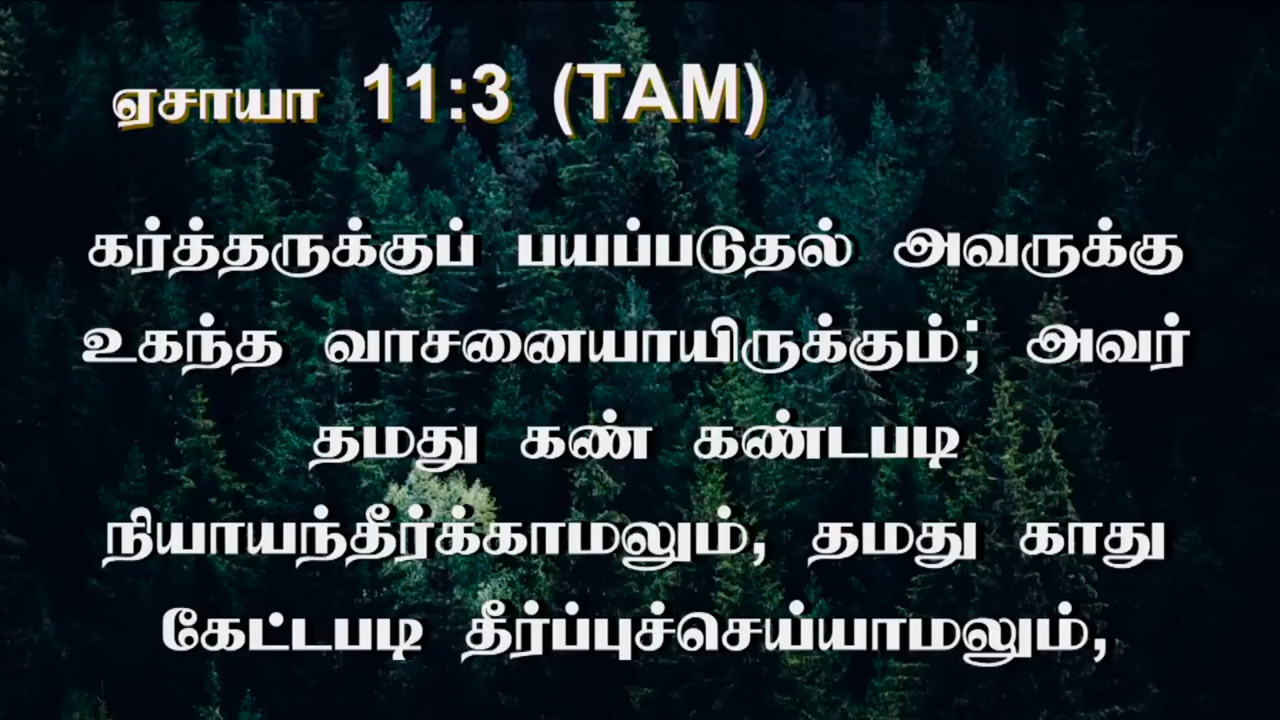 ஏசாயா 11:3 (TAM)
கர்த்தருக்குப் பயப்படுதல் அவருக்கு
உகந்த வாசனையாயிருக்கும்; அவர்
தமது கண் கண்டபடி
நியாயந்தீர்க்காமலும், தமது காது
கேட்டபடி தீர்ப்புச்செய்யாமலும்,